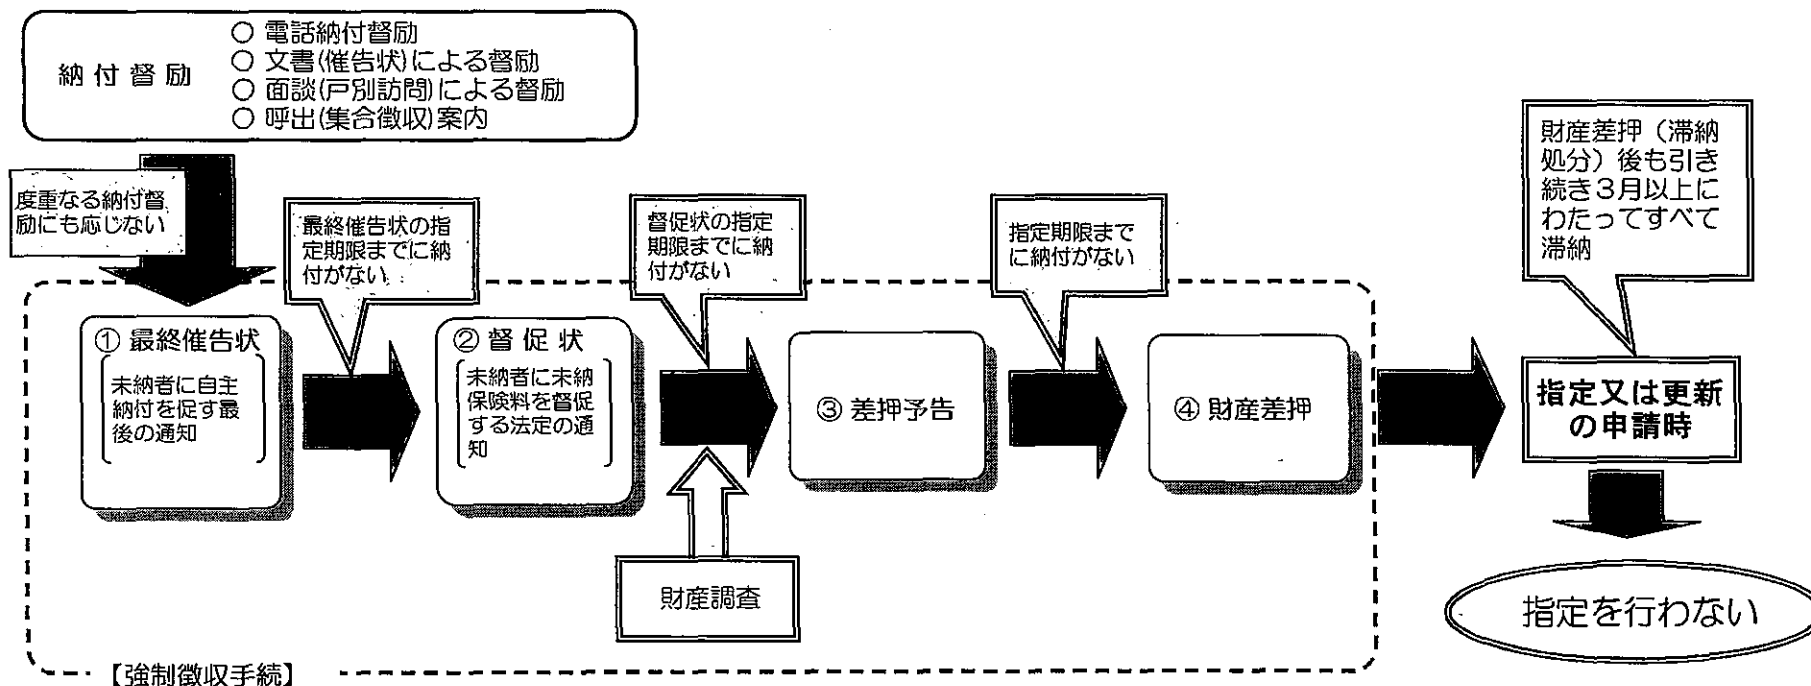 納付督励
○ 電話納付督励
○ 文書(催告状)による督励
○ 面談(戸別訪問)による督励
○ 呼出(集合徴収)案内
度重なる納付督
励にも応じない
最終催告状の指
定期限までに納
付がない
督促状の指定
期限までに納
付がない
指定期限まで
に納付がない
財産差押（滞納
処分）後も引き
続き３月以上に
わたってすべて
滞納
① 最終催告状
未納者に自主
納付を促す最
後の通知
② 督促状
未納者に未納
保険料を督促
する法定の通
知
③ 差押予告
④ 財産差押
指定又は更新
の申請時
財産調査
指定を行わない
【強制徴収手続】